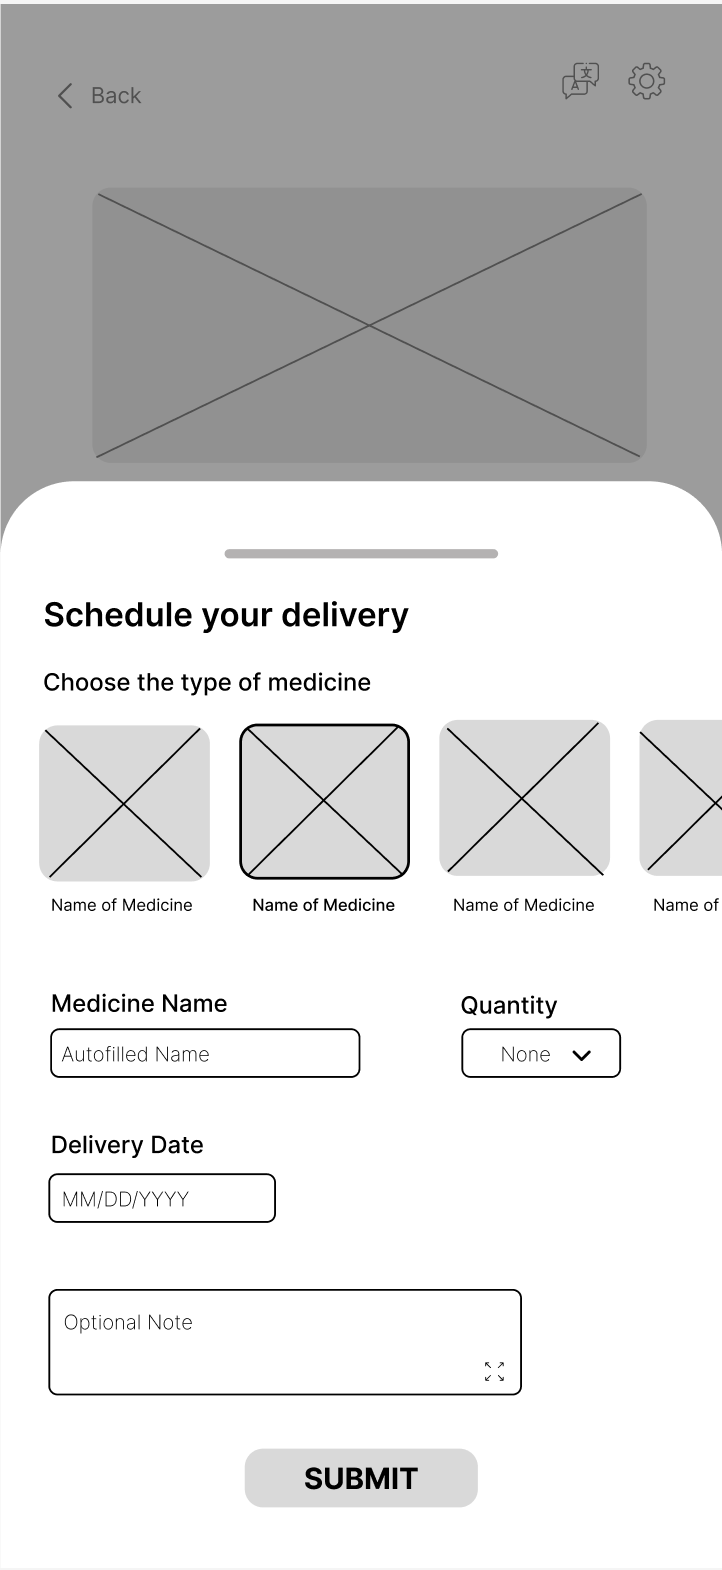 Back
Schedule your delivery
Choose the type of medicine
Name of Medicine
Name of Medicine
Name of Medicine
Name of
Medicine Name
Quantity
Autofilled Name
None
Delivery Date
MM/DD/YYYY
Optional Note
SUBMIT